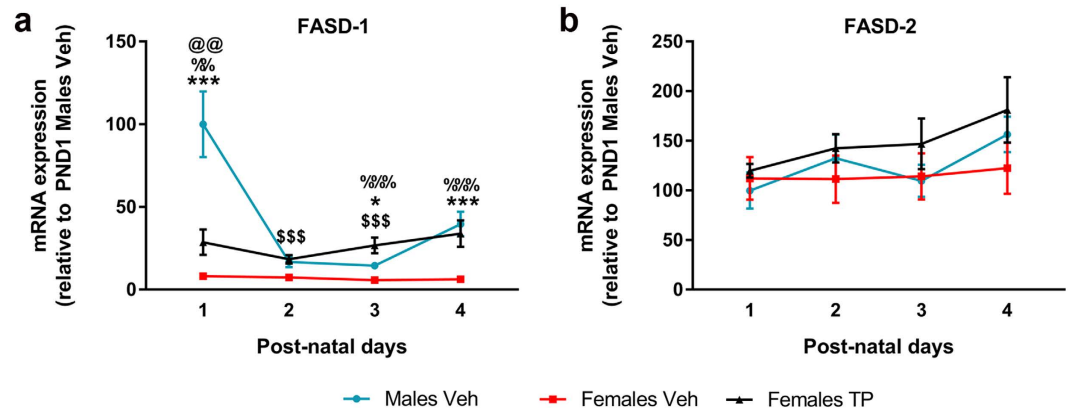 a
FASD-1
mRNA expression
(relative to PND1 Males Veh)
150
100
50
0
@@
%%
***
$$$
%%%
*
$$$
%%%
***
1 2 3 4
Post-natal days
b
FASD-2
mRNA expression
(relative to PND1 Males Veh)
250
200
150
100
50
0
1 2 3 4
Post-natal days
Males Veh Females Veh Females TP